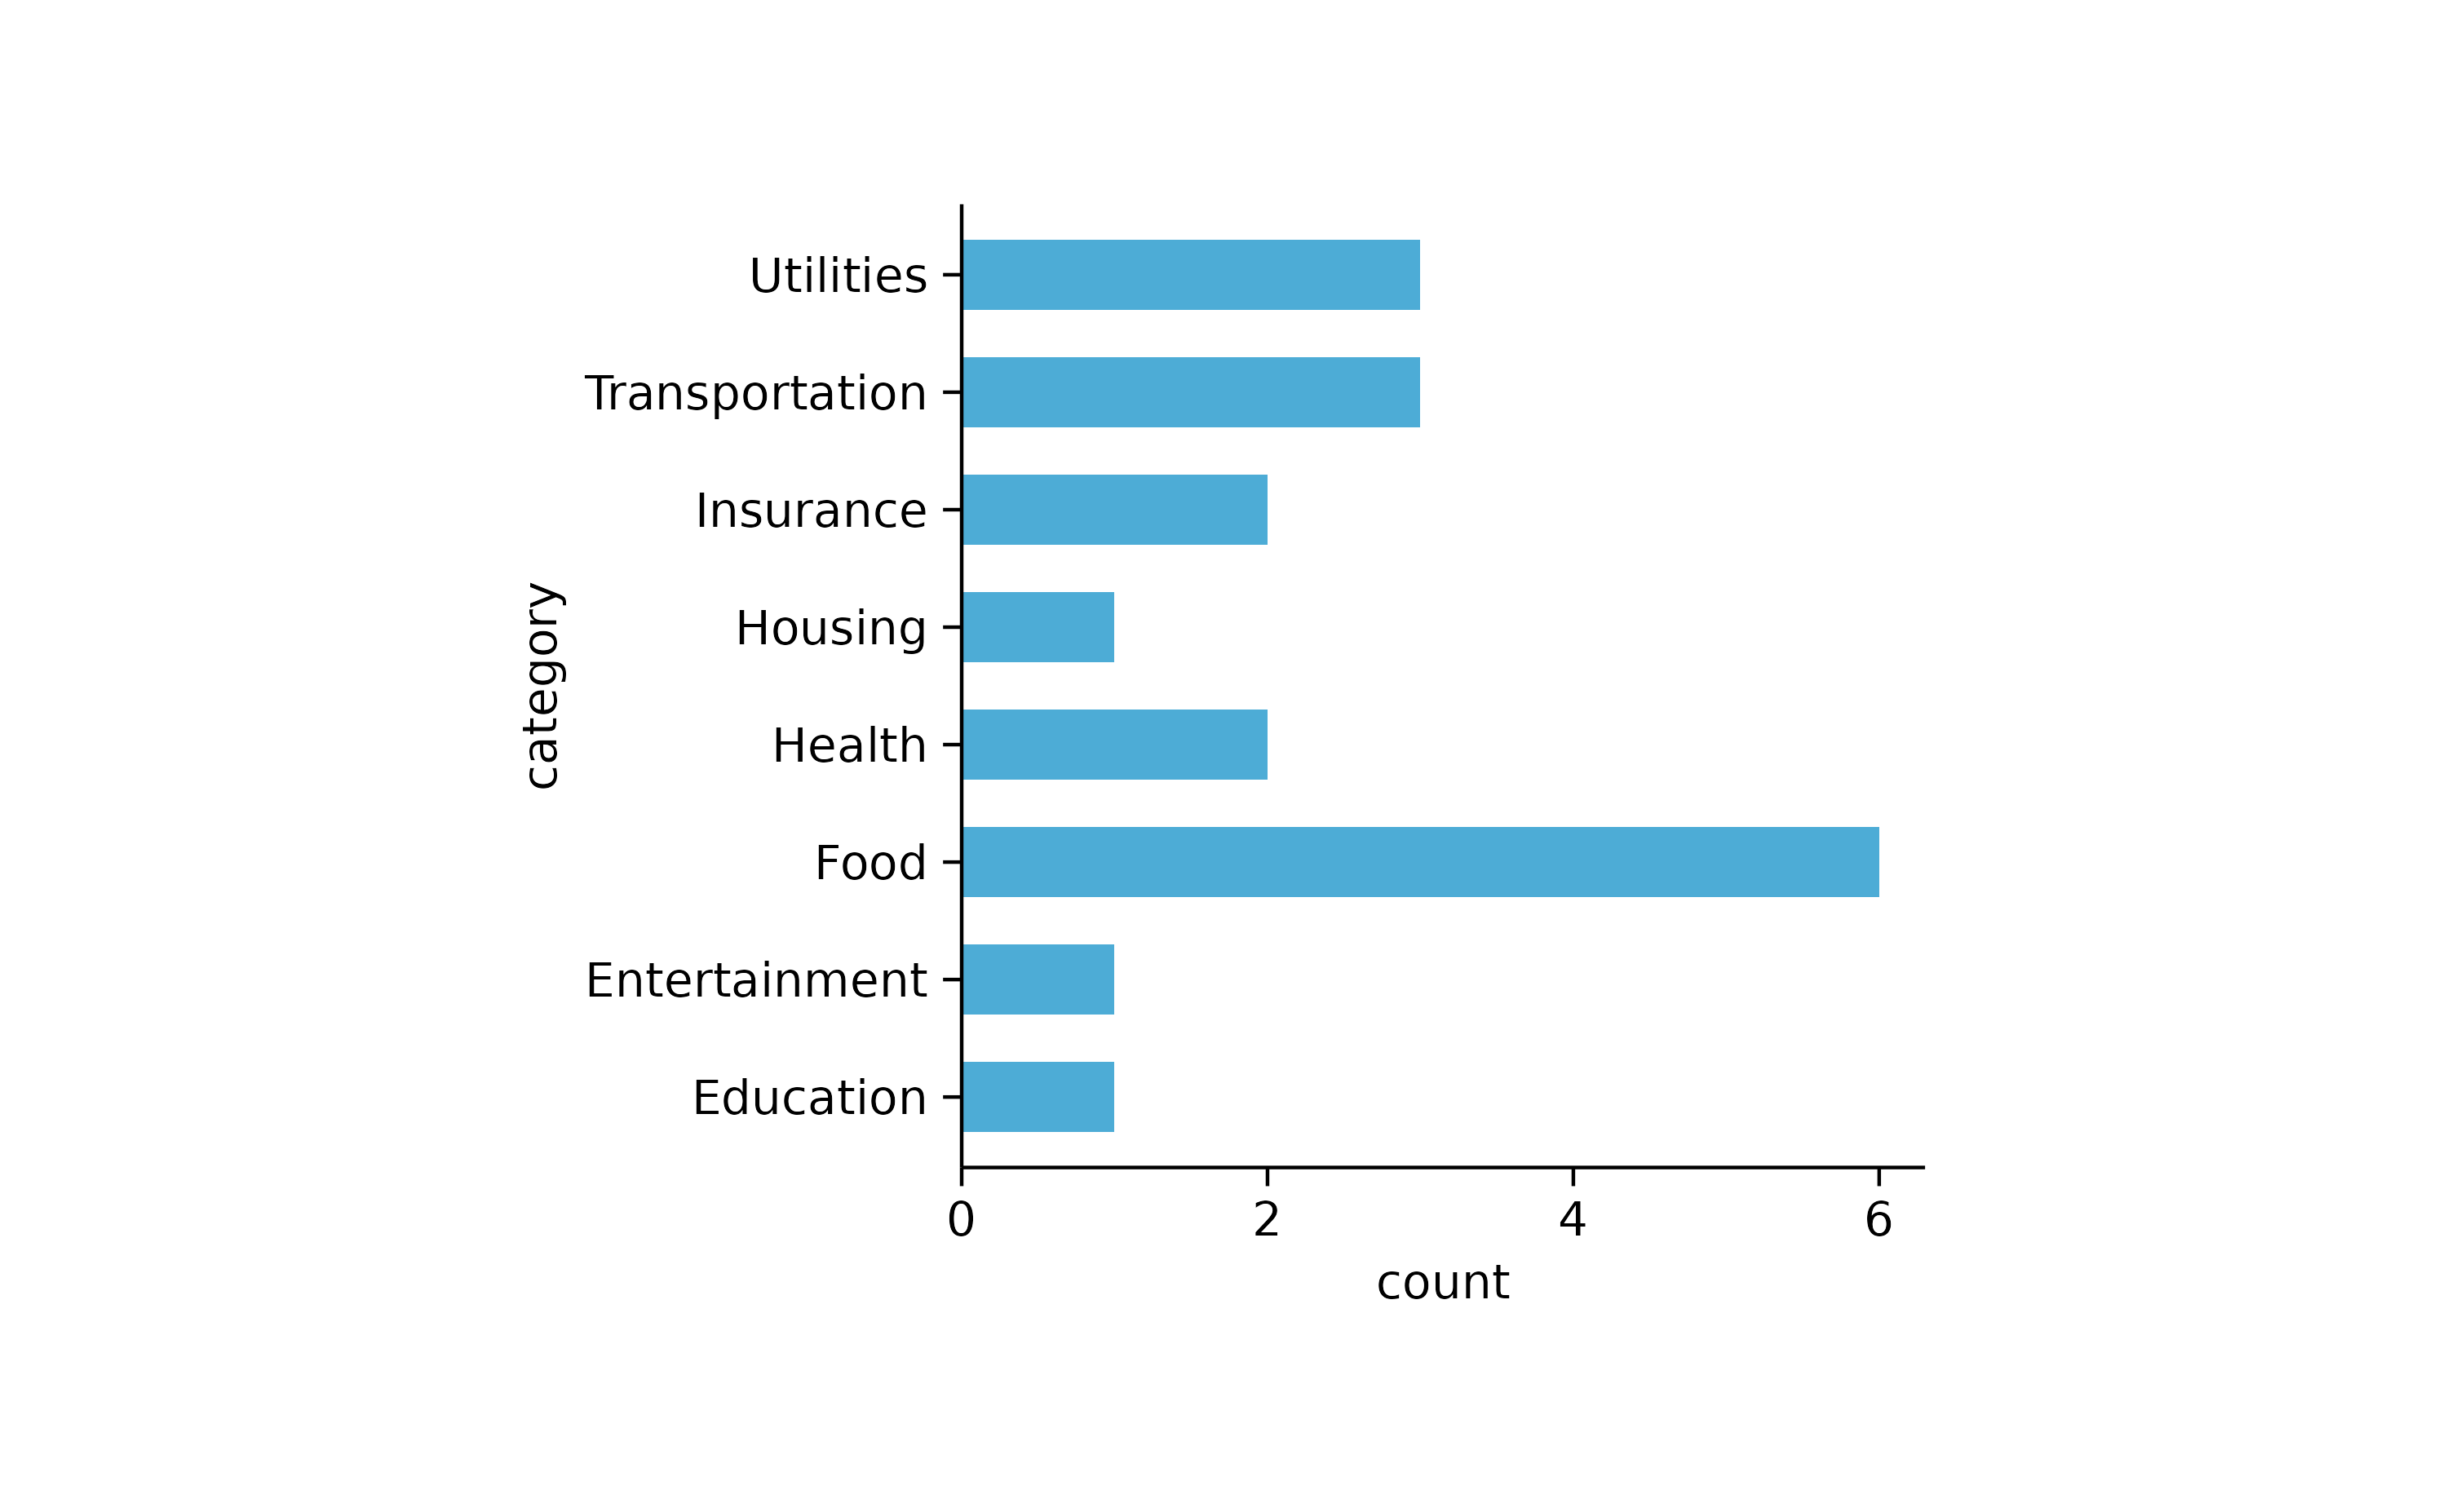 Utilities
Transportation
Insurance
Housing
Health
Food
Entertainment
Education
category
0 2 4 6
count